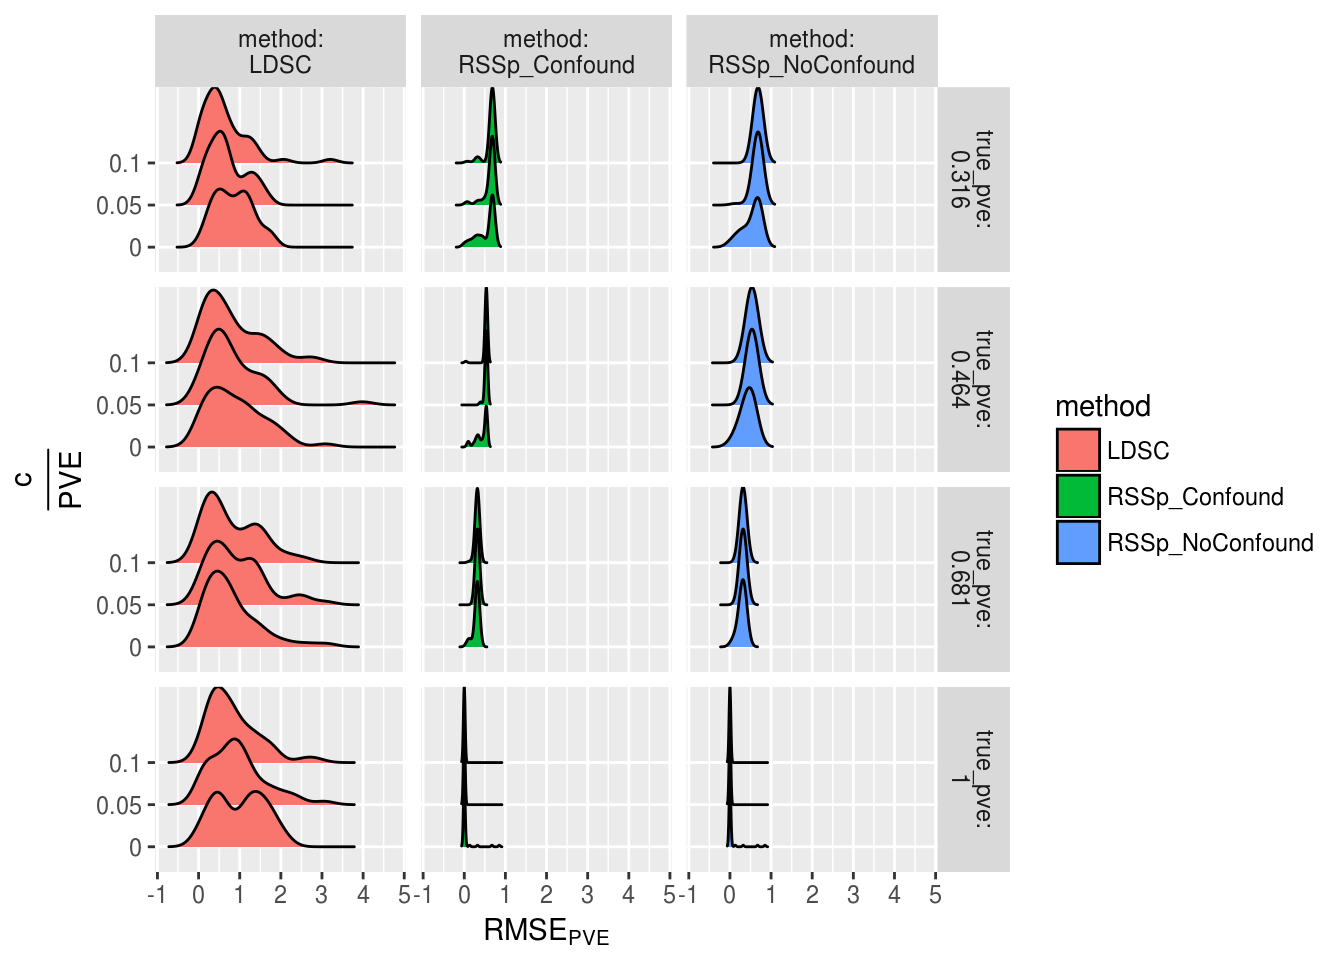 method:
LDSC
method:
RSSp_Confound
method:
RSSp_NoConfound
0.1
0.05
0
true_pve:
0.316
0.1
0.05
0
true_pve:
0.464
0.1
0.05
0
true_pve:
0.681
0.1
0.05
0
true_pve:
1
-1 0 1 2 3 4 5
-1 0 1 2 3 4 5
-1 0 1 2 3 4 5
RMSE_PVE
c
PVE
method
LDSC
RSSp_Confound
RSSp_NoConfound